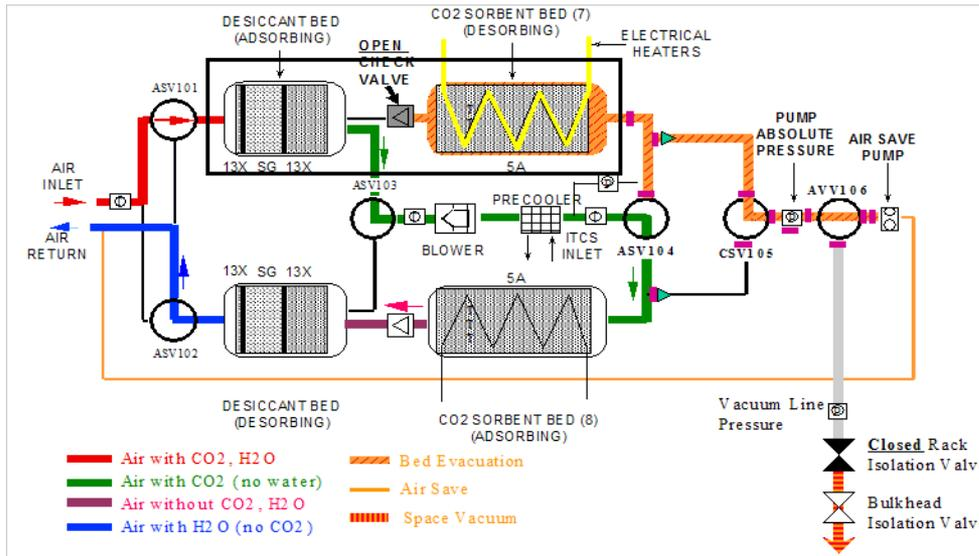 CO2 SORBENT BED (7)
(DESORBING)
DESICCANT BED
(ADSORBING)
ELECTRICAL
HEATERS
OPEN
CHECK
VALVE
ASV101
PUMP
ABSOLUTE
PRESSURE
AIR SAVE
PUMP
13X SG 13X
5A
AIR
INLET
ASV103
PRECOOLER
AVV106
AIR
RETURN
BLOWER
ITCS
INLET
ASV104
CSV105
13X SG 13X
5A
ASV102
DESICCANT BED
(DESORBING)
CO2 SORBENT BED (8)
(ADSORBING)
Vacuum Line
Pressure
Closed Rack
Isolation Valv
Bulkhead
Isolation Valv
Air with CO2, H2O
Air with CO2 (no water)
Air without CO2, H2O
Air with H2O (no CO2)
Bed Evacuation
Air Save
Space Vacuum